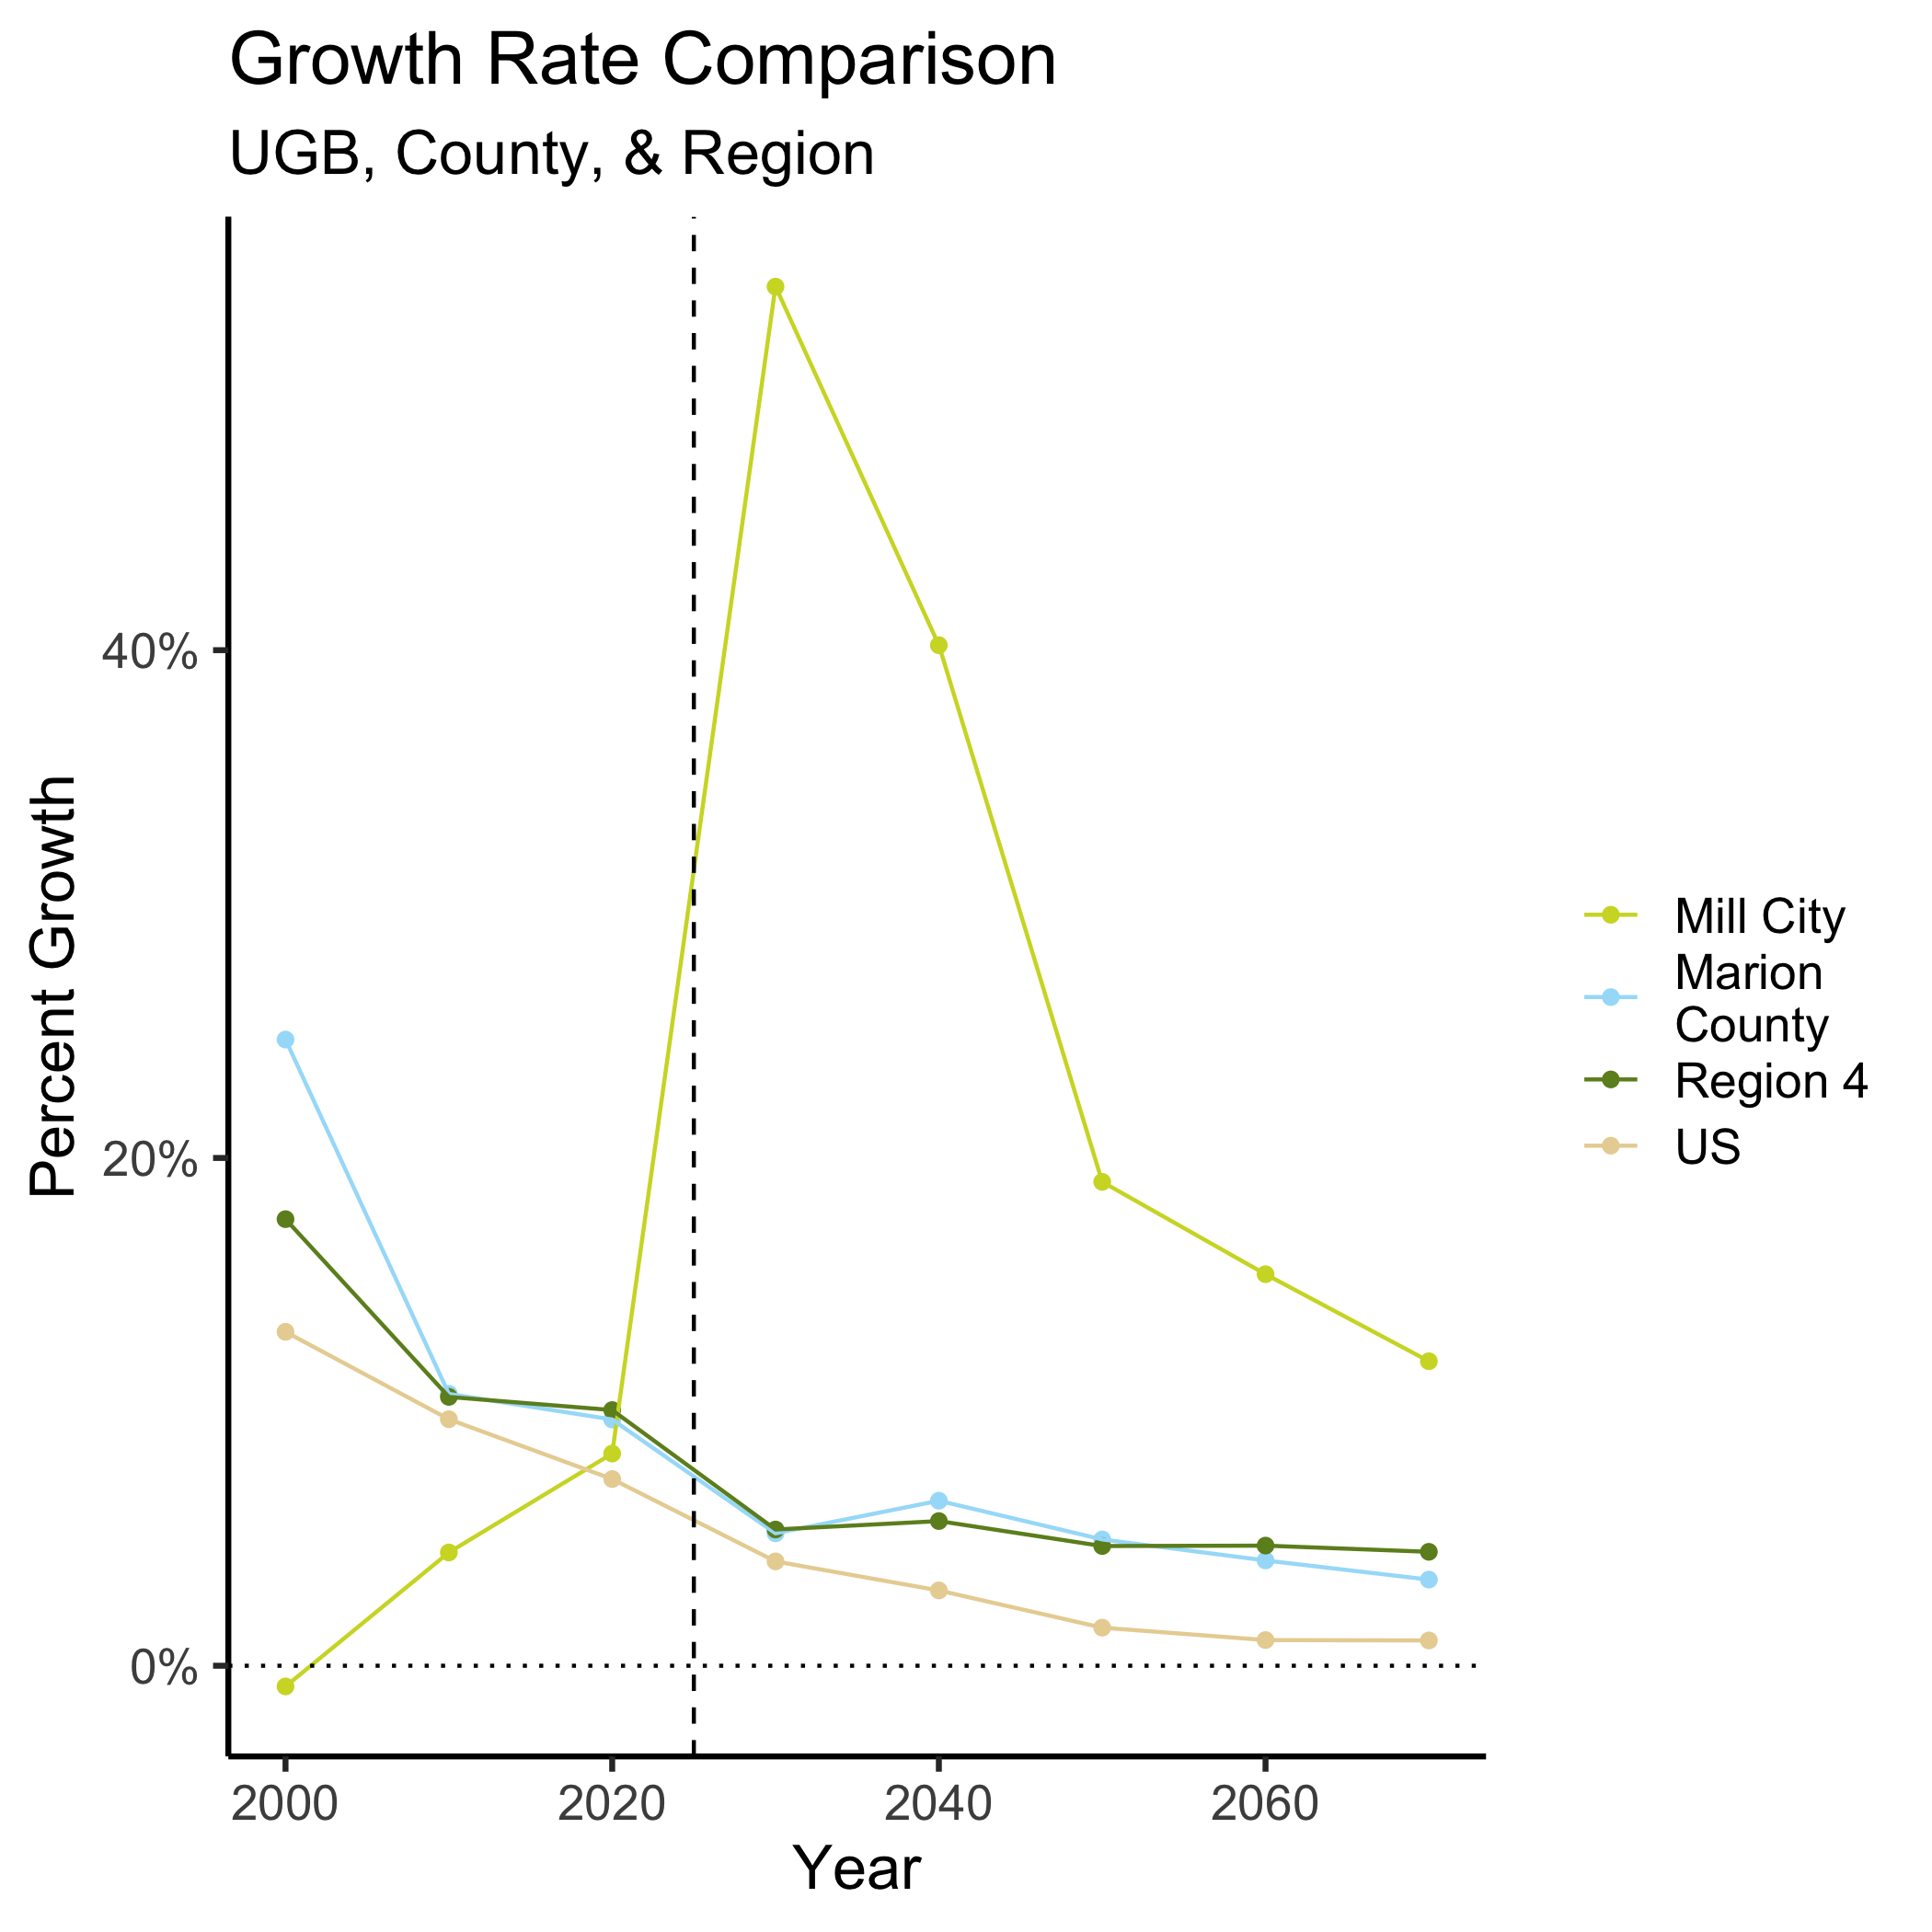 Growth Rate Comparison
UGB, County, & Region
Percent Growth
40%
20%
0%
2000
2020
2040
2060
Year
Mill City
Marion
County
Region 4
US